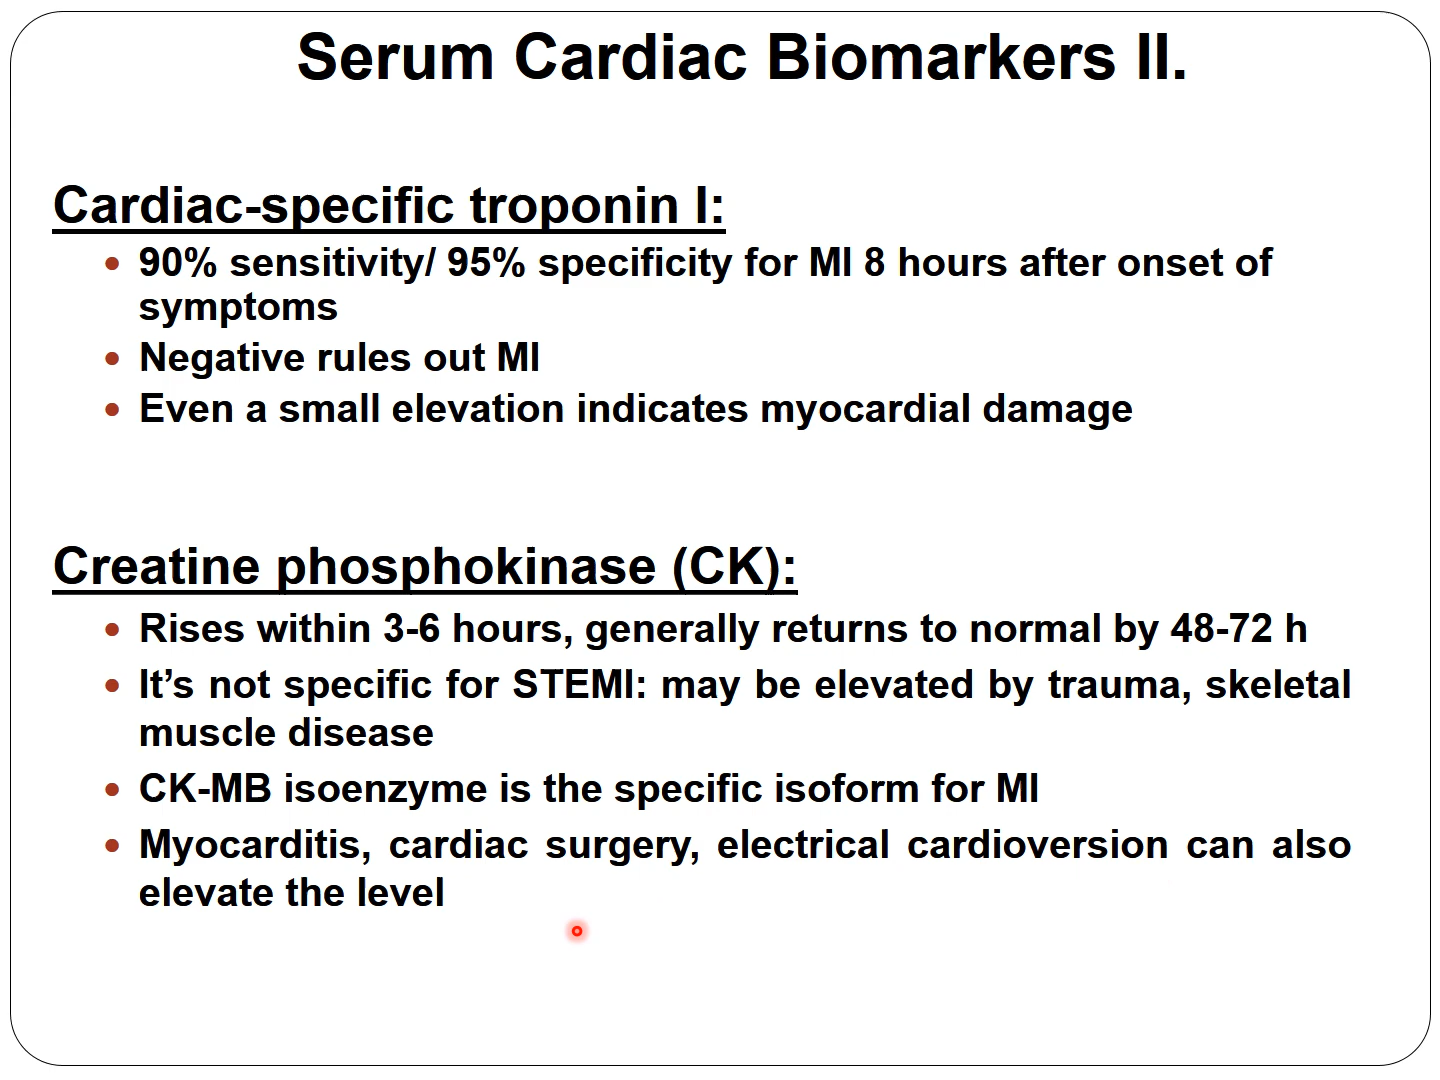 Serum Cardiac Biomarkers II.
Cardiac-specific troponin I:
• 90% sensitivity/ 95% specificity for MI 8 hours after onset of
symptoms
• Negative rules out MI
• Even a small elevation indicates myocardial damage
Creatine phosphokinase (CK):
• Rises within 3-6 hours, generally returns to normal by 48-72 h
• It’s not specific for STEMI: may be elevated by trauma, skeletal
muscle disease
• CK-MB isoenzyme is the specific isoform for MI
• Myocarditis, cardiac surgery, electrical cardioversion can also
elevate the level